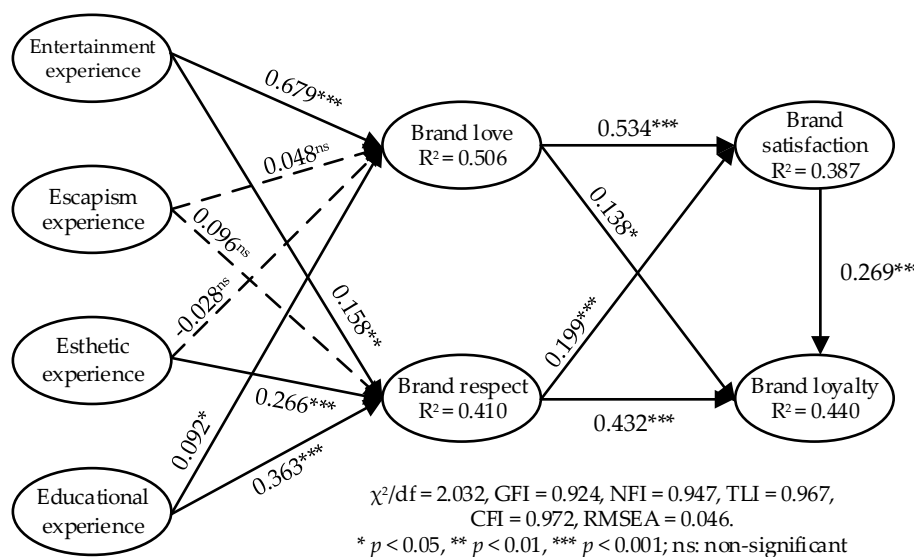 Entertainment
experience
0.679***
Brand love
R² = 0.506
0.534***
Brand
satisfaction
R² = 0.387
0.048ns
Escapism
experience
0.096ns
0.138*
0.269***
-0.028ns
0.158**
0.199***
Esthetic
experience
0.266***
Brand respect
R² = 0.410
0.432***
Brand loyalty
R² = 0.440
0.092*
0.363***
Educational
experience
χ²/df = 2.032, GFI = 0.924, NFI = 0.947, TLI = 0.967,
CFI = 0.972, RMSEA = 0.046.
* p < 0.05, ** p < 0.01, *** p < 0.001; ns: non-significant